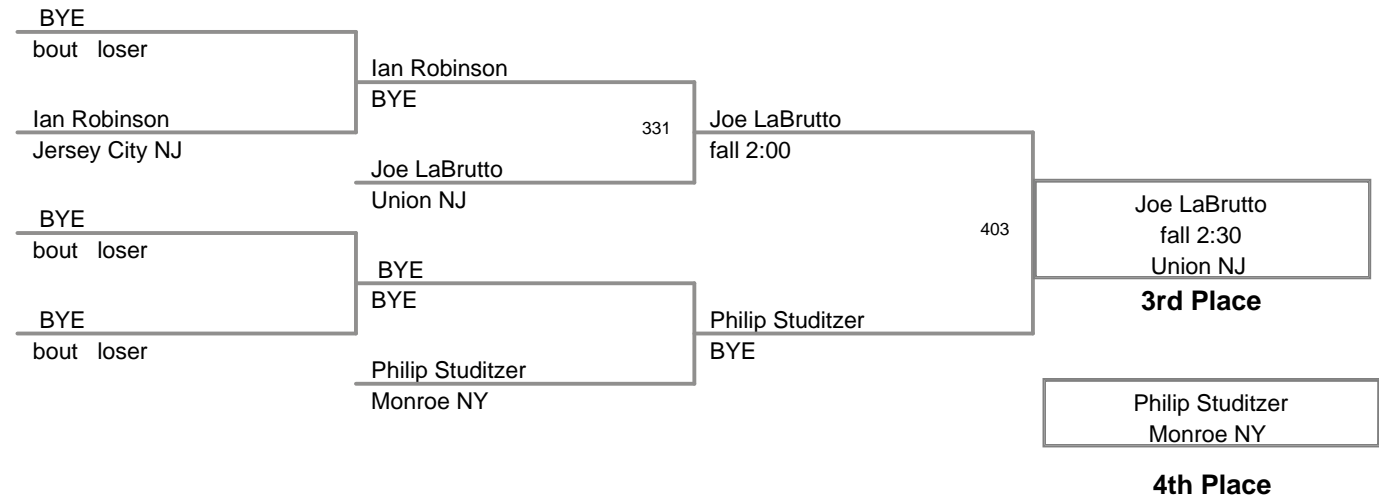 BYE
bout loser
Ian Robinson
Jersey City NJ
BYE
bout loser
BYE
bout loser
Ian Robinson
BYE
331
Joe LaBrutto
Union NJ
BYE
BYE
Philip Studitzer
Monroe NY
Joe LaBrutto
fall 2:00
403
Philip Studitzer
BYE
Joe LaBrutto
fall 2:30
Union NJ
3rd Place
Philip Studitzer
Monroe NY
4th Place